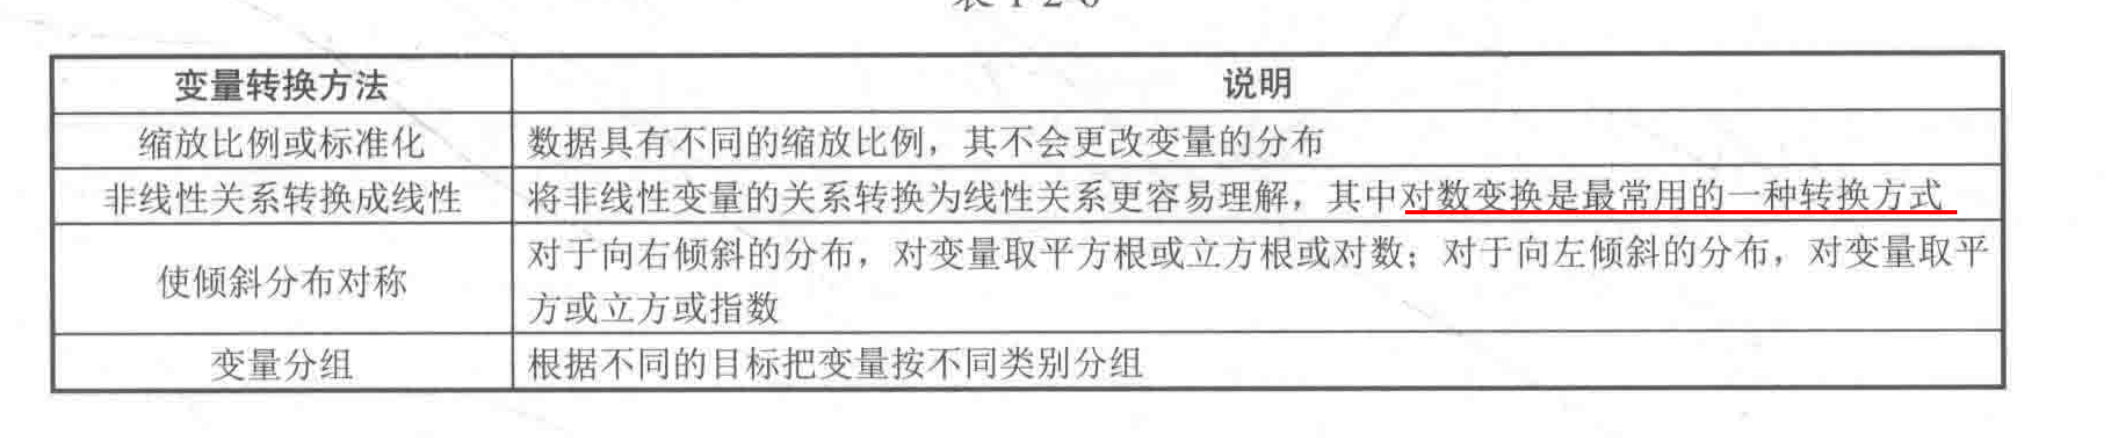 变量转换方法 说明
缩放比例或标准化 数据具有不同的缩放比例，其不会更改变量的分布
非线性关系转换成线性 将非线性变量的关系转换为线性关系更容易理解，其中对数变换是最常用的一种转换方式
使倾斜分布对称 对于向右倾斜的分布，对变量取平方根或立方根或对数；对于向左倾斜的分布，对变量取平
方或立方或指数
变量分组 根据不同的目标把变量按不同类别分组